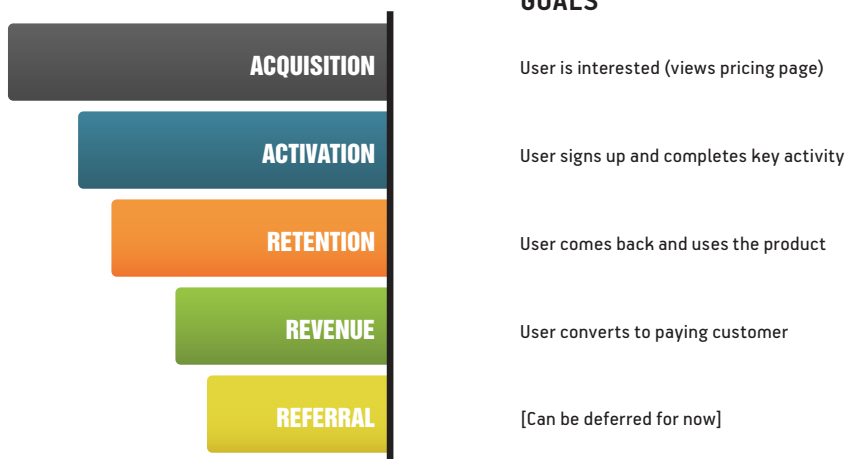 GOALS
ACQUISITION
User is interested (views pricing page)
ACTIVATION
User signs up and completes key activity
RETENTION
User comes back and uses the product
REVENUE
User converts to paying customer
REFERRAL
[Can be deferred for now]